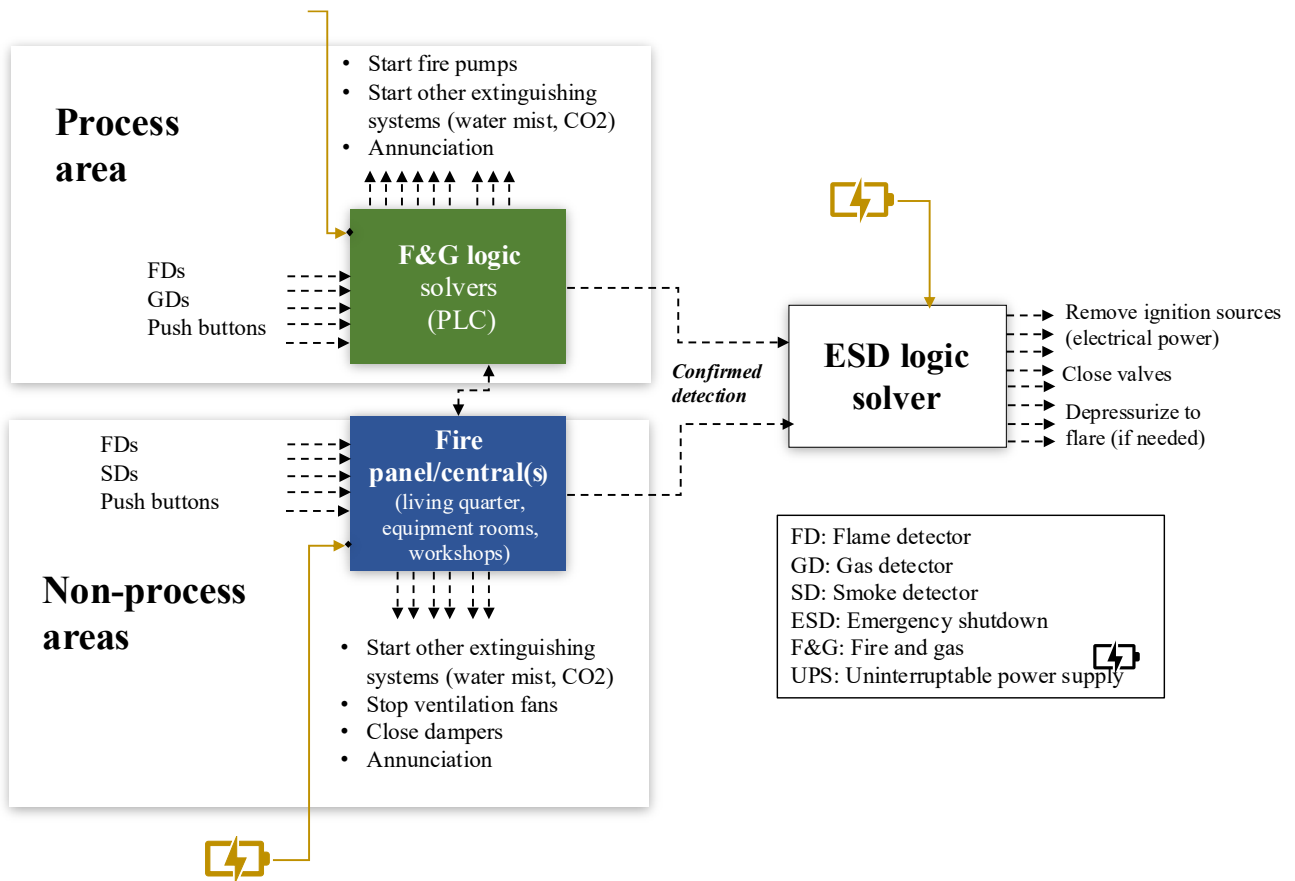 Process
area
• Start fire pumps
• Start other extinguishing
systems (water mist, CO2)
• Annunciation
F&G logic
solvers
(PLC)
FDs
GDs
Push buttons
Confirmed
detection
ESD logic
solver
Remove ignition sources
(electrical power)
Close valves
Depressurize to
flare (if needed)
Non-process
areas
FDs
SDs
Push buttons
Fire
panel/central(s)
(living quarter,
equipment rooms,
workshops)
• Start other extinguishing
systems (water mist, CO2)
• Stop ventilation fans
• Close dampers
• Annunciation
FD: Flame detector
GD: Gas detector
SD: Smoke detector
ESD: Emergency shutdown
F&G: Fire and gas
UPS: Uninterruptable power supply